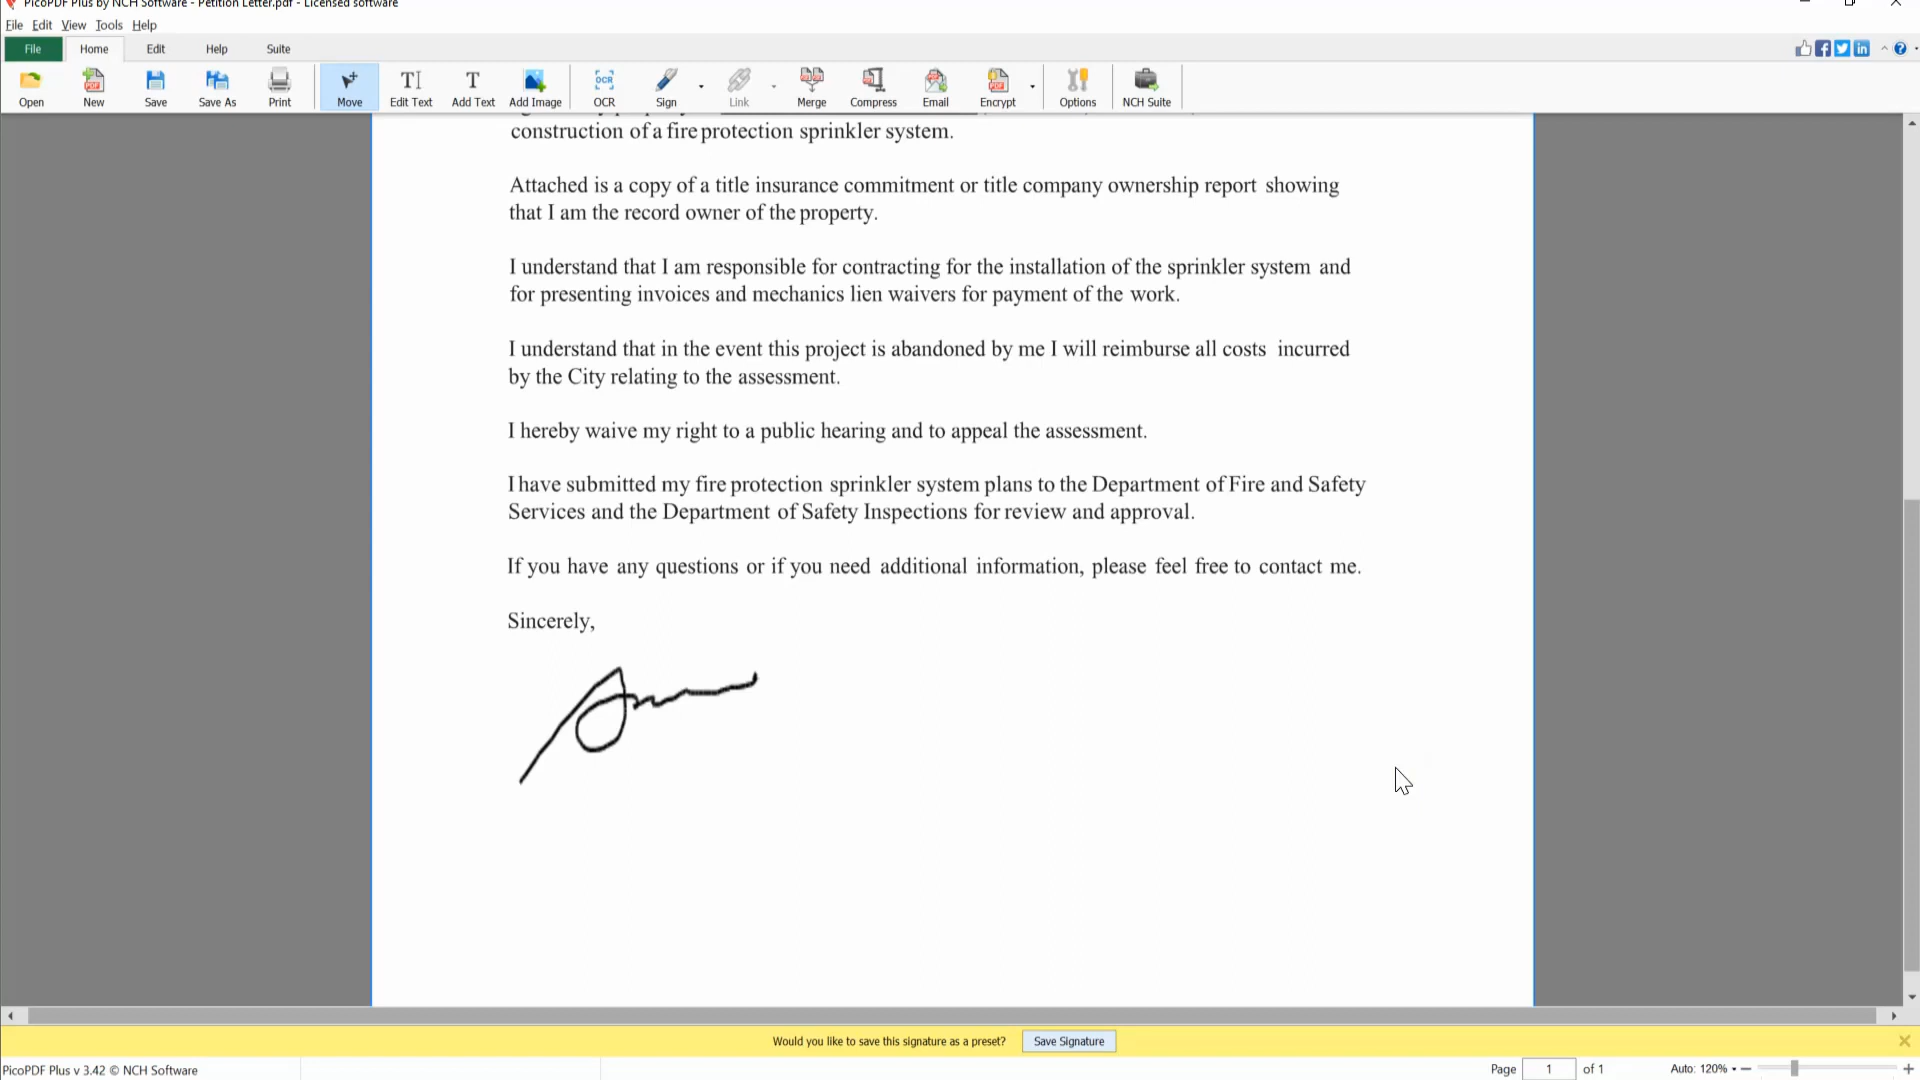 PicoPDF Plus by NCH Software - Petition Letter.pdf - Licensed software
File Edit View Tools Help
File Home Edit Help Suite
Open New Save Save As Print Move Edit Text Add Text Add Image OCR Sign Link Merge Compress Email Encrypt Options NCH Suite
construction of a fire protection sprinkler system.
Attached is a copy of a title insurance commitment or title company ownership report showing
that I am the record owner of the property.
I understand that I am responsible for contracting for the installation of the sprinkler system and
for presenting invoices and mechanics lien waivers for payment of the work.
I understand that in the event this project is abandoned by me I will reimburse all costs incurred
by the City relating to the assessment.
I hereby waive my right to a public hearing and to appeal the assessment.
I have submitted my fire protection sprinkler system plans to the Department of Fire and Safety
Services and the Department of Safety Inspections for review and approval.
If you have any questions or if you need additional information, please feel free to contact me.
Sincerely,
Would you like to save this signature as a preset? Save Signature
PicoPDF Plus v 3.42 © NCH Software
Page 1 of 1 Auto: 120%